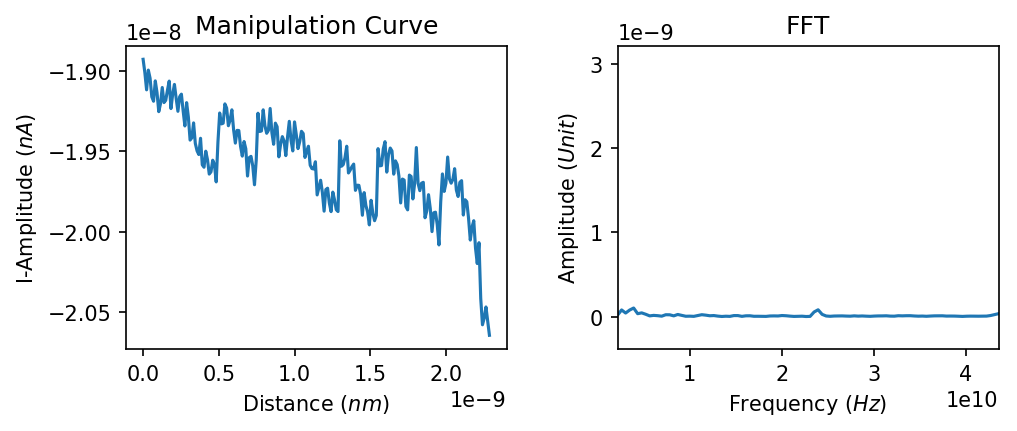 Manipulation Curve
1e−8
−1.90
−1.95
−2.00
−2.05
I-Amplitude (nA)
0.0 0.5 1.0 1.5 2.0
1e−9
Distance (nm)
FFT
1e−9
3
2
1
0
Amplitude (Unit)
1 2 3 4
1e10
Frequency (Hz)